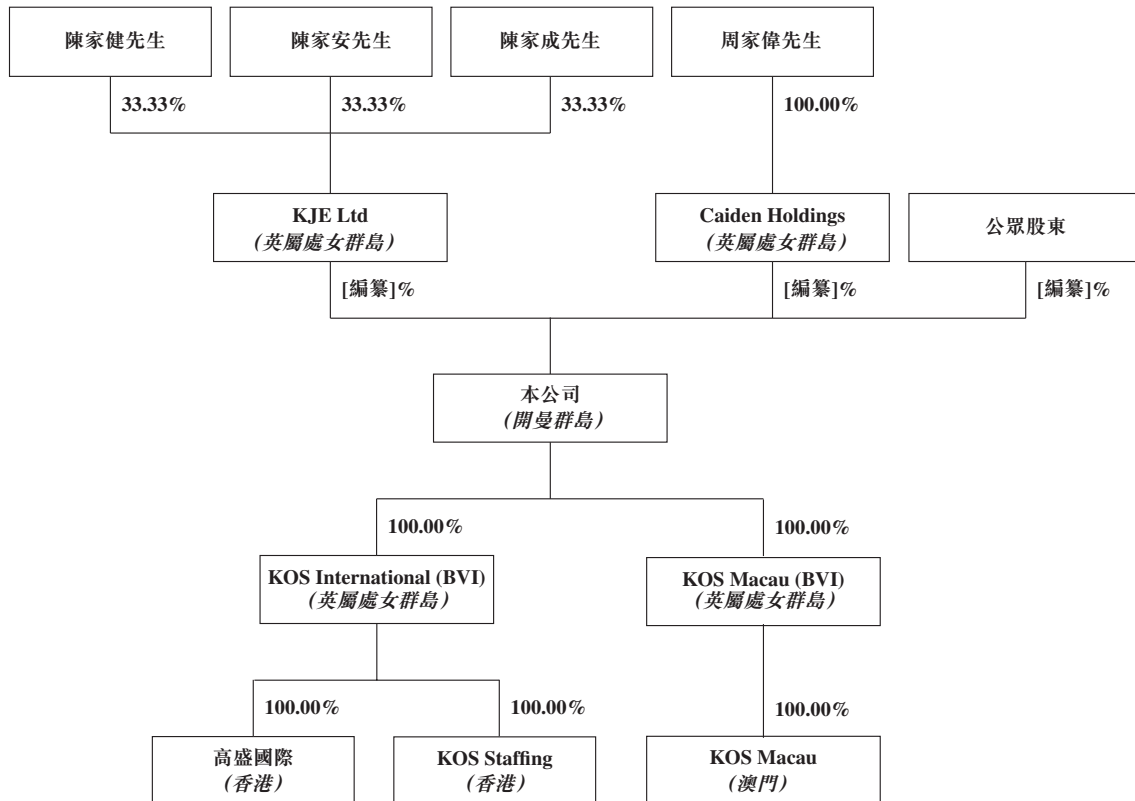 陳家健先生
陳家安先生
陳家成先生
周家偉先生
33.33%
33.33%
33.33%
100.00%
KJE Ltd
(英屬處女群島)
Caiden Holdings
(英屬處女群島)
公眾股東
[編纂]%
[編纂]%
[編纂]%
本公司
(開曼群島)
100.00%
100.00%
KOS International (BVI)
(英屬處女群島)
KOS Macau (BVI)
(英屬處女群島)
100.00%
100.00%
100.00%
高盛國際
(香港)
KOS Staffing
(香港)
KOS Macau
(澳門)